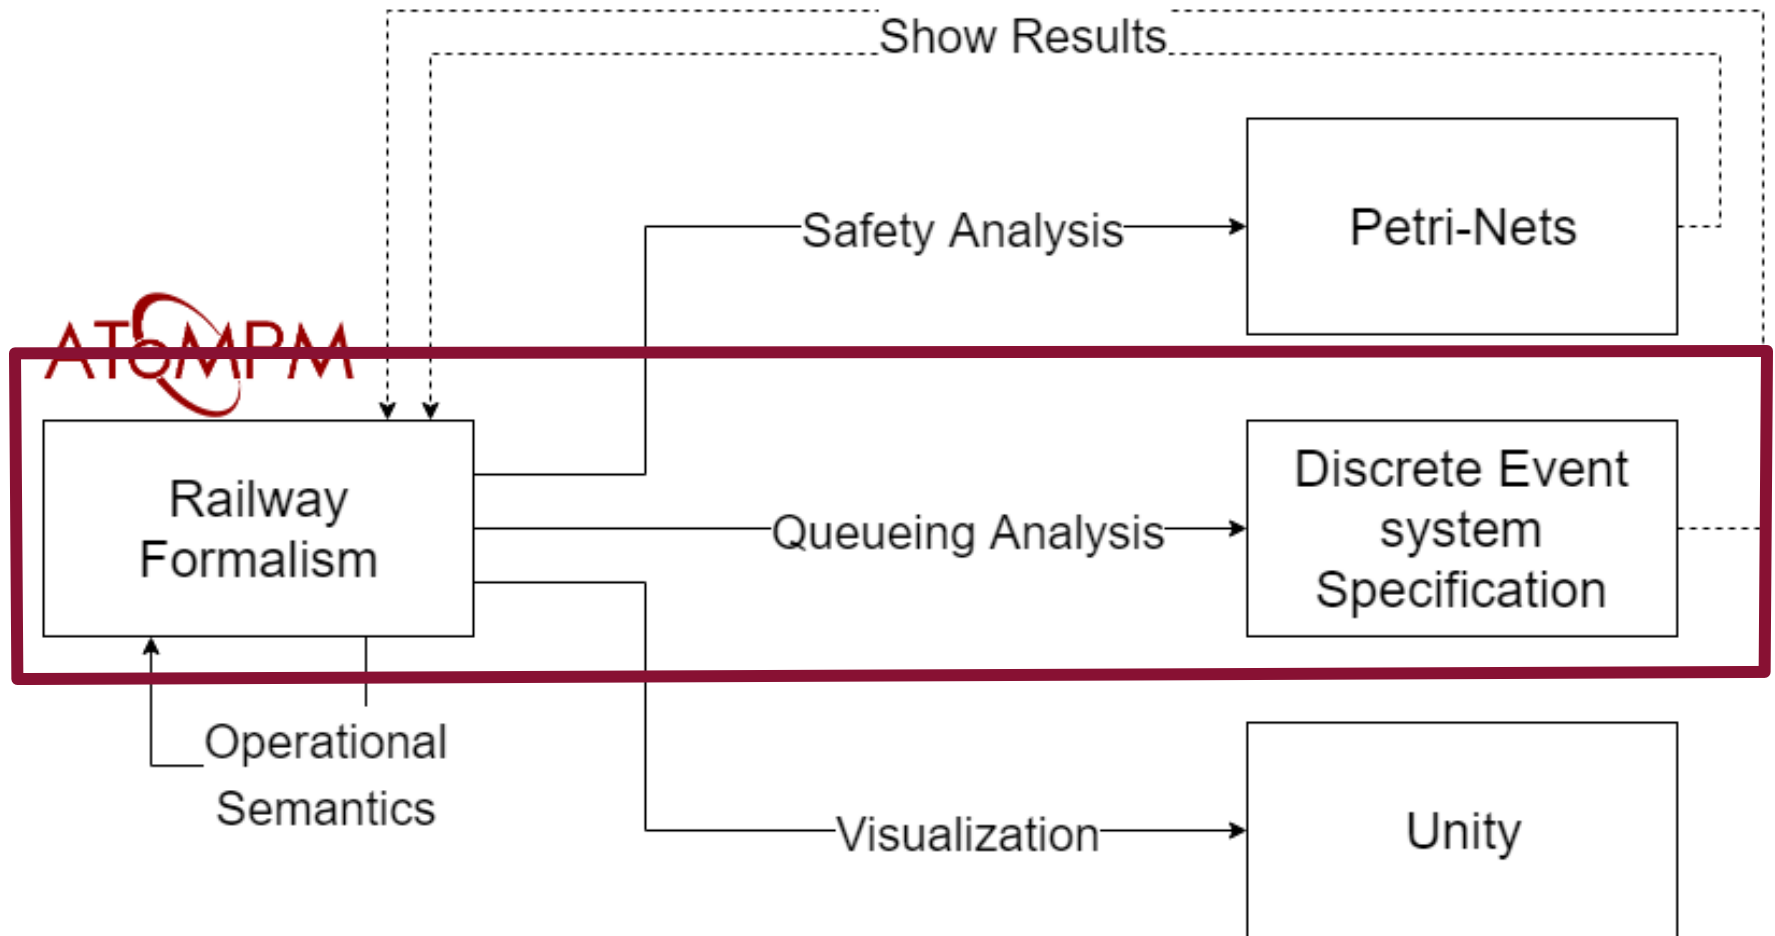 Show Results
Safety Analysis
Petri-Nets
AToMPM
Railway
Formalism
Queueing Analysis
Discrete Event
system
Specification
Operational
Semantics
Visualization
Unity